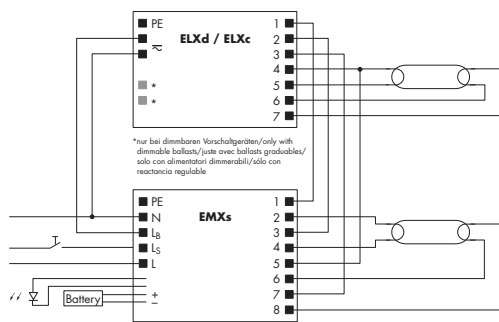 PE
ELXd / ELXc
*
*
1
2
3
4
5
6
7
*nur bei dimmbaren Vorschaltgeräten/only with
dimmable ballasts/juste avec ballasts graduables/
solo con alimentatori dimmerabili/sólo con
reactancia regulable
PE
N
LB
LS
L
+
–
EMXs
1
2
3
4
5
6
7
8
Battery